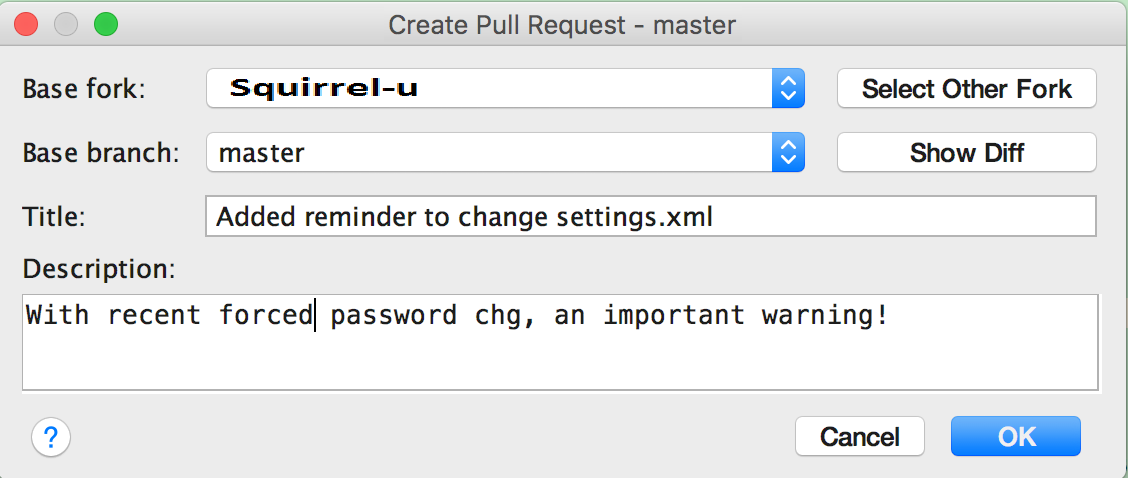 Create Pull Request - master
Base fork: Squirrel-u Select Other Fork
Base branch: master Show Diff
Title: Added reminder to change settings.xml
Description:
With recent forced password chg, an important warning!
? Cancel OK